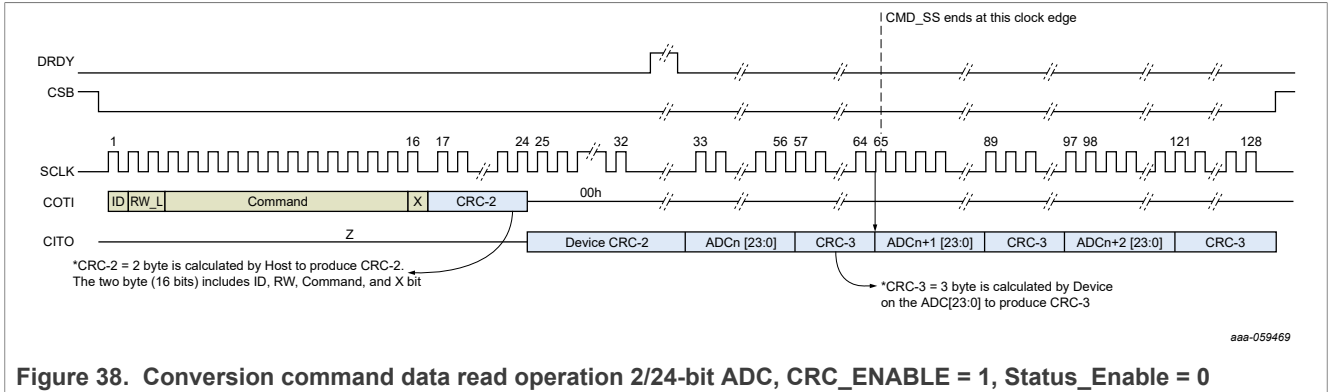 CMD_SS ends at this clock edge
DRDY
CSB
1 16 17 24 25 32 33 56 57 64 65 89 97 98 121 128
SCLK
COTI ID RW_L Command X CRC-2 00h
CITO Z Device CRC-2 ADCn [23:0] CRC-3 ADCn+1 [23:0] CRC-3 ADCn+2 [23:0] CRC-3
*CRC-2 = 2 byte is calculated by Host to produce CRC-2.
The two byte (16 bits) includes ID, RW, Command, and X bit
*CRC-3 = 3 byte is calculated by Device
on the ADC[23:0] to produce CRC-3
aaa-059469
Figure 38. Conversion command data read operation 2/24-bit ADC, CRC_ENABLE = 1, Status_Enable = 0